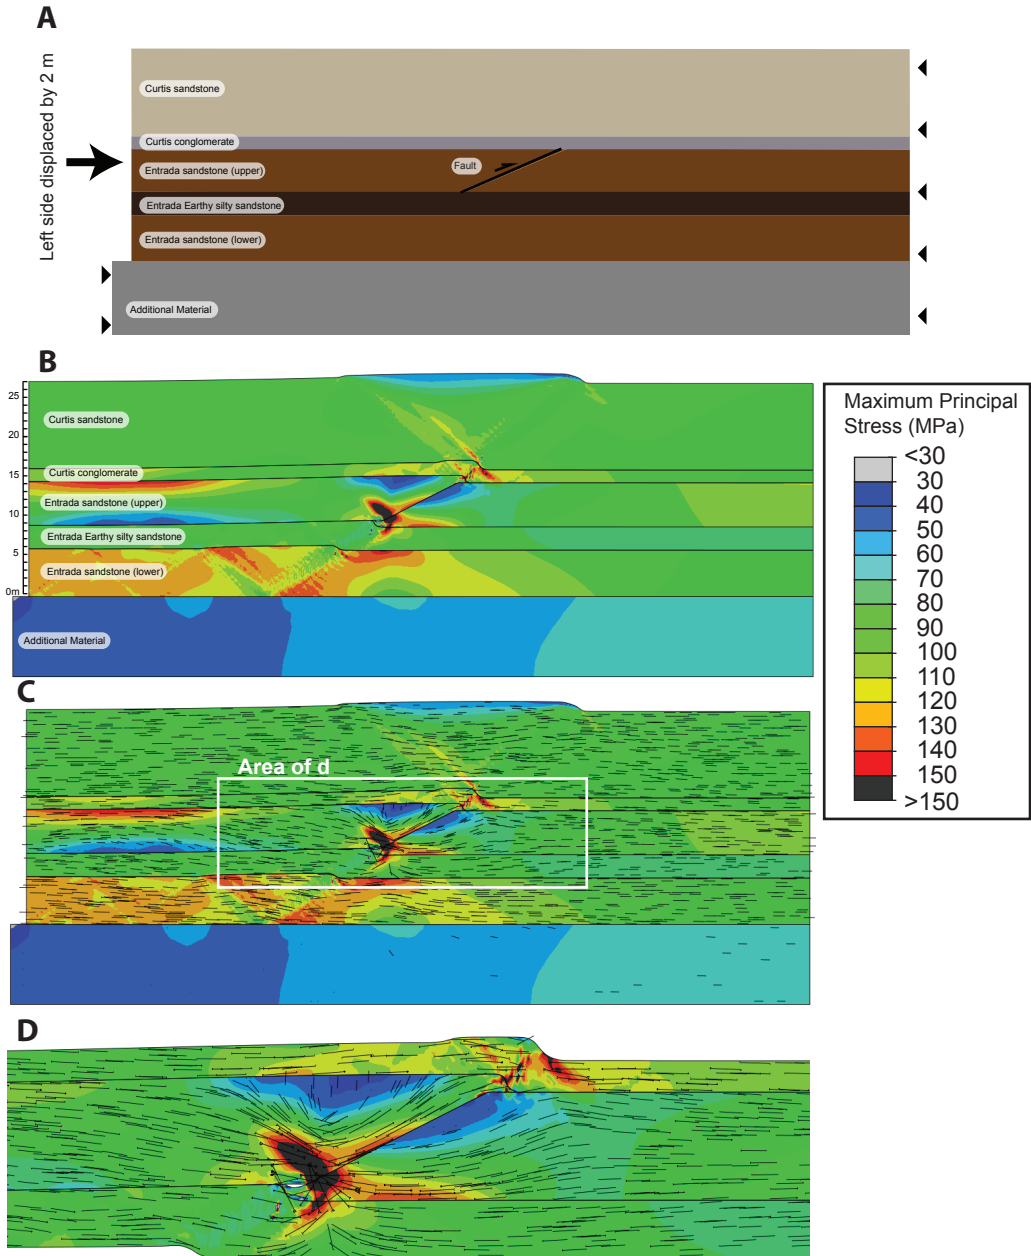 A
Left side displaced by 2 m
Curtis sandstone
Curtis conglomerate
Fault
Entrada sandstone (upper)
Entrada Earthy silty sandstone
Entrada sandstone (lower)
Additional Material
B
25
20
15
10
5
0m
Curtis sandstone
Curtis conglomerate
Entrada sandstone (upper)
Entrada Earthy silty sandstone
Entrada sandstone (lower)
Additional Material
Maximum Principal
Stress (MPa)
<30
30
40
50
60
70
80
90
100
110
120
130
140
150
>150
C
Area of d
D